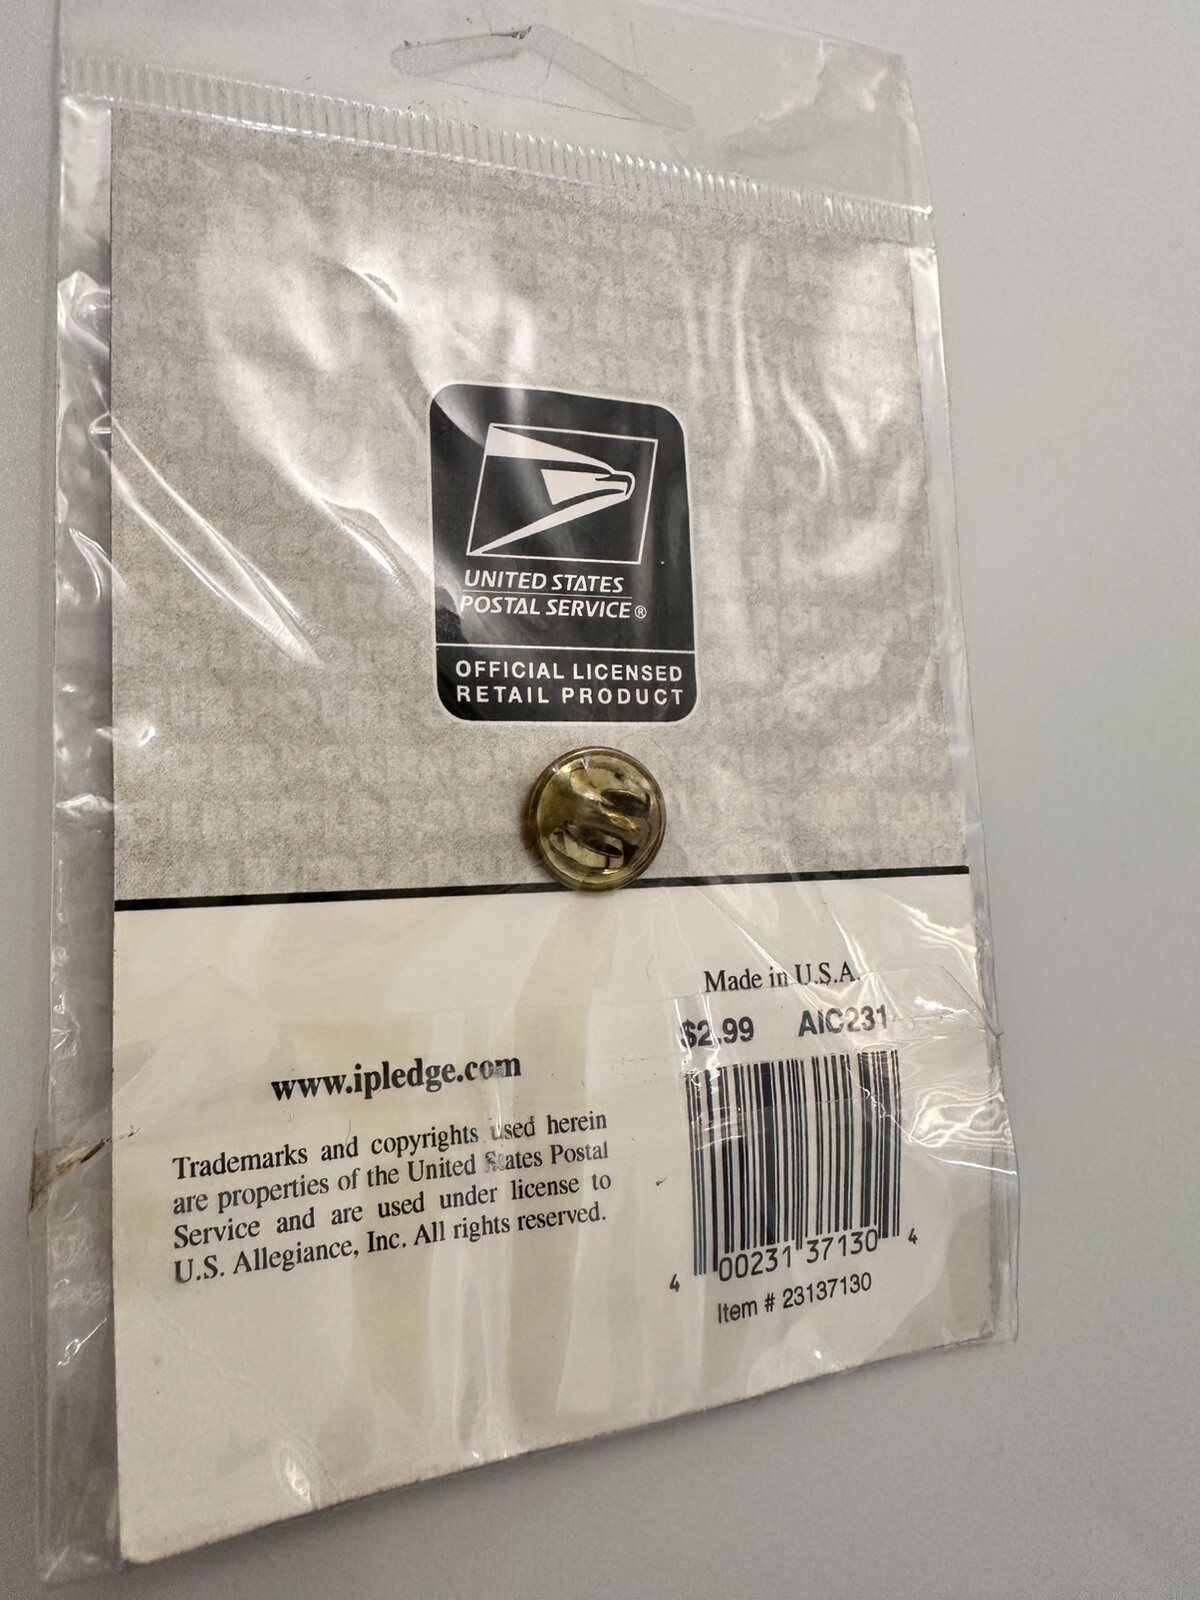 UNITED STATES
POSTAL SERVICE®
OFFICIAL LICENSED
RETAIL PRODUCT
Made in U.S.A.
$2.99 AIC231
www.ipledge.com
Trademarks and copyrights used herein
are properties of the United States Postal
Service and are used under license to
U.S. Allegiance, Inc. All rights reserved.
4 00231 37130 4
Item # 23137130